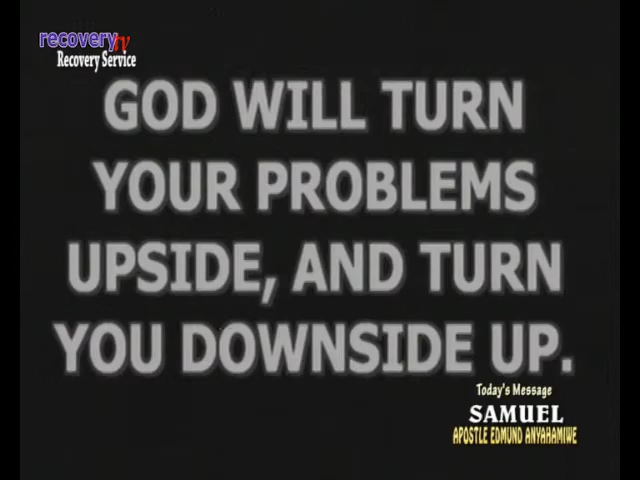 recoverytv
Recovery Service
GOD WILL TURN
YOUR PROBLEMS
UPSIDE, AND TURN
YOU DOWNSIDE UP.
Today's Message
SAMUEL
APOSTLE EDMUND ANYAHAMIWE